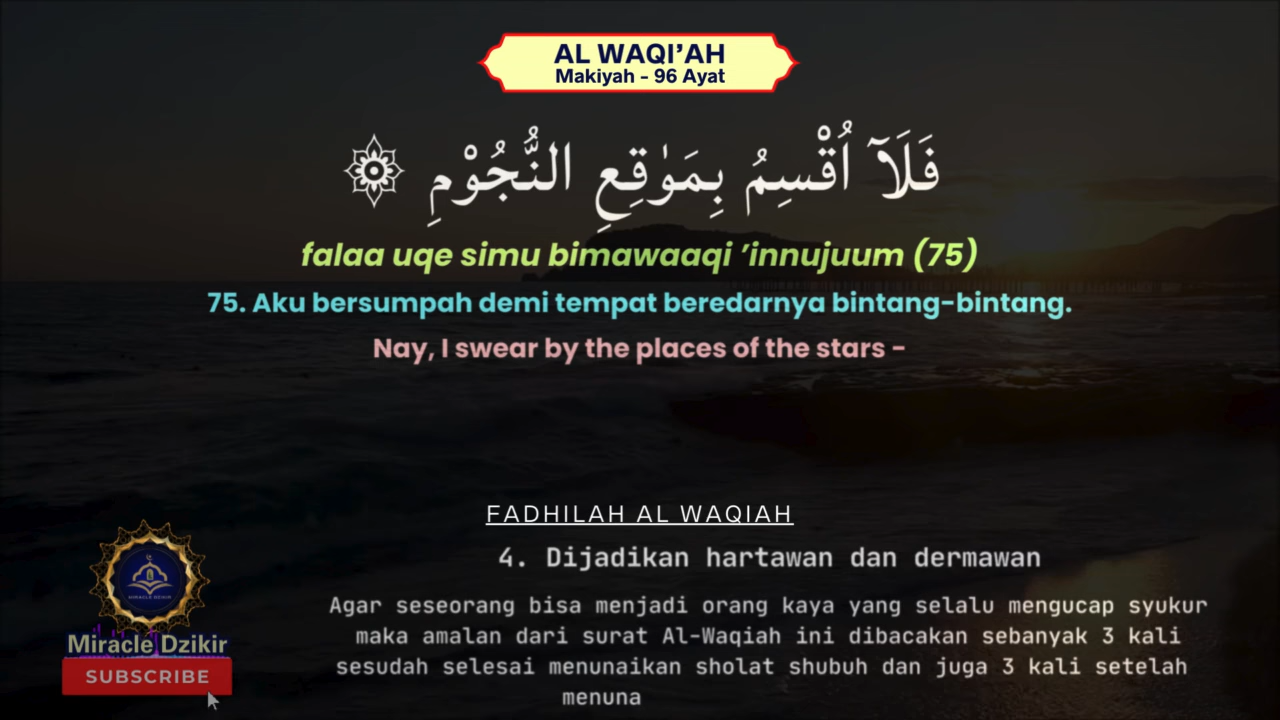 AL WAQI’AH
Makiyah - 96 Ayat
فَلَآ اُقْسِمُ بِمَوٰقِعِ النُّجُوْمِ
falaa uqe simu bimawaaqi ’innujuum (75)
75. Aku bersumpah demi tempat beredarnya bintang-bintang.
Nay, I swear by the places of the stars -
FADHILAH AL WAQIAH
4. Dijadikan hartawan dan dermawan
Agar seseorang bisa menjadi orang kaya yang selalu mengucap syukur
maka amalan dari surat Al-Waqiah ini dibacakan sebanyak 3 kali
sesudah selesai menunaikan sholat shubuh dan juga 3 kali setelah
menuna
MIRACLE DZIKIR
Miracle Dzikir
SUBSCRIBE